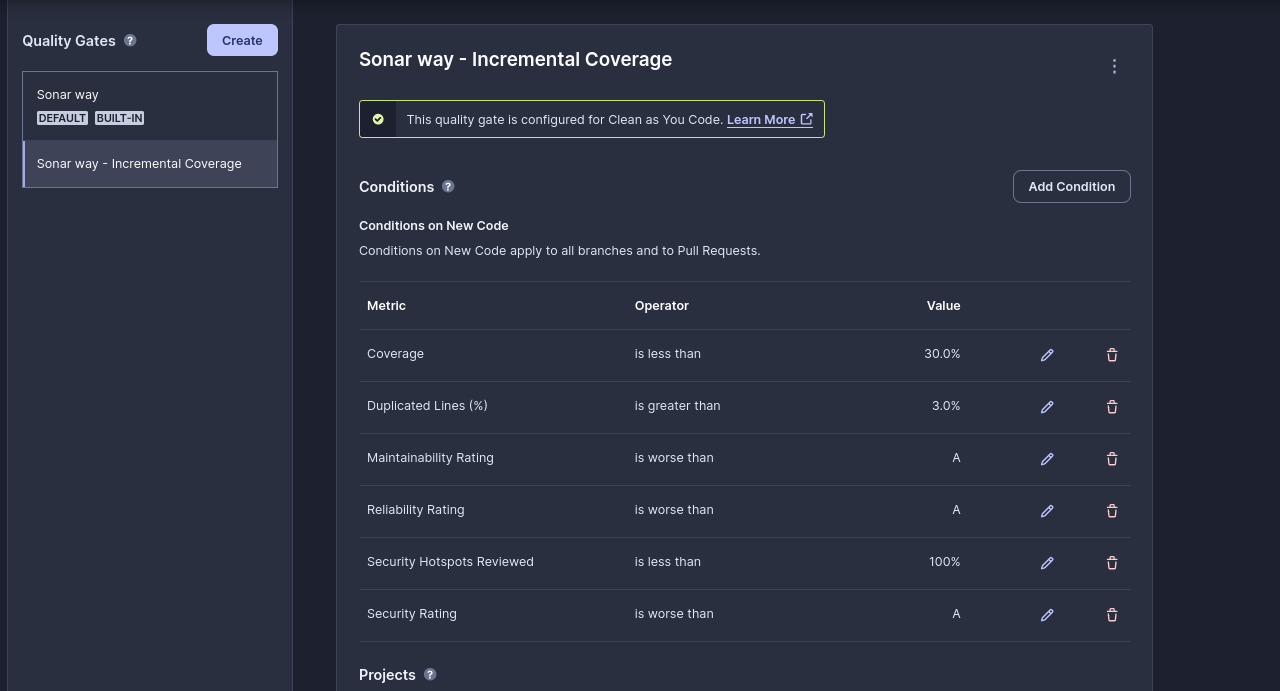 Quality Gates ?
Create
Sonar way
DEFAULT BUILT-IN
Sonar way - Incremental Coverage
Sonar way - Incremental Coverage
This quality gate is configured for Clean as You Code. Learn More
Conditions ?
Add Condition
Conditions on New Code
Conditions on New Code apply to all branches and to Pull Requests.
Metric Operator Value
Coverage is less than 30.0%
Duplicated Lines (%) is greater than 3.0%
Maintainability Rating is worse than A
Reliability Rating is worse than A
Security Hotspots Reviewed is less than 100%
Security Rating is worse than A
Projects ?